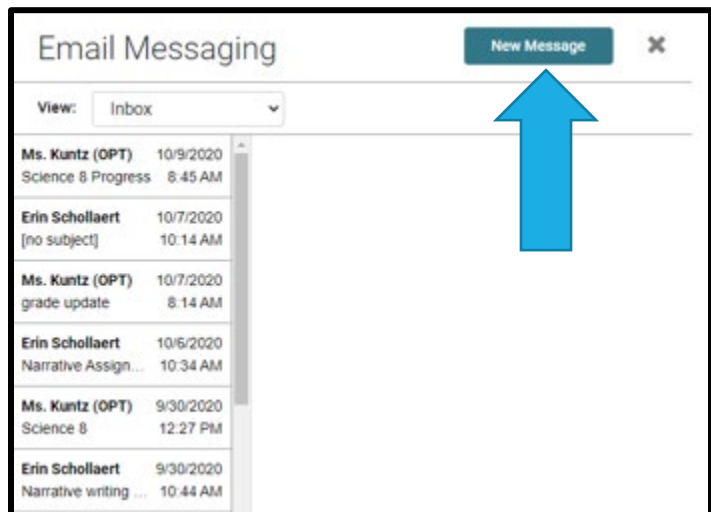 Email Messaging
New Message
View: Inbox
Ms. Kuntz (OPT) 10/9/2020
Science 8 Progress 8:45 AM
Erin Schollaert 10/7/2020
[no subject] 10:14 AM
Ms. Kuntz (OPT) 10/7/2020
grade update 8:14 AM
Erin Schollaert 10/6/2020
Narrative Assign... 10:34 AM
Ms. Kuntz (OPT) 9/30/2020
Science 8 12:27 PM
Erin Schollaert 9/30/2020
Narrative writing ... 10:44 AM